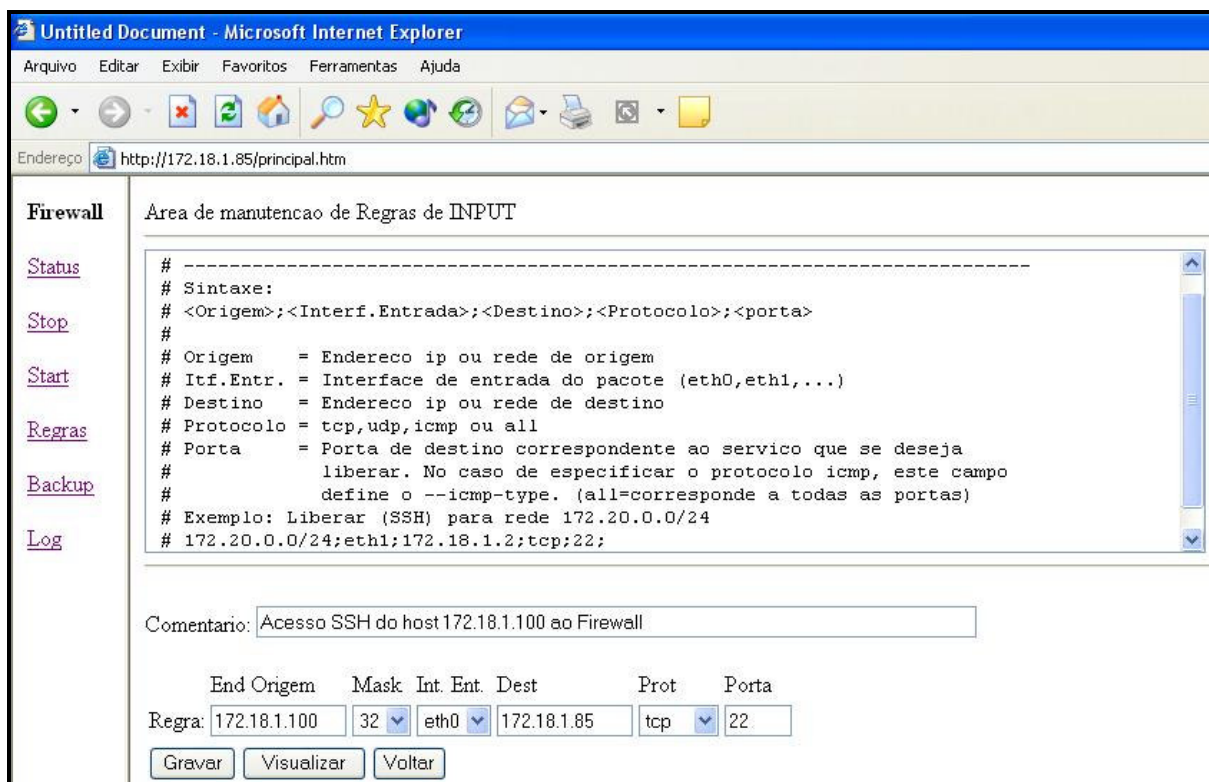 Untitled Document - Microsoft Internet Explorer
Arquivo Editar Exibir Favoritos Ferramentas Ajuda
Endereço http://172.18.1.85/principal.htm
Firewall
Status
Stop
Start
Regras
Backup
Log
Area de manutencao de Regras de INPUT
# --------------------------------------------------------------------------
# Sintaxe:
# <Origem>;<Interf.Entrada>;<Destino>;<Protocolo>;<porta>
#
# Origem    = Endereco ip ou rede de origem
# Itf.Entr. = Interface de entrada do pacote (eth0,eth1,...)
# Destino   = Endereco ip ou rede de destino
# Protocolo = tcp,udp,icmp ou all
# Porta     = Porta de destino correspondente ao servico que se deseja
#             liberar. No caso de especificar o protocolo icmp, este campo
#             define o --icmp-type. (all=corresponde a todas as portas)
# Exemplo: Liberar (SSH) para rede 172.20.0.0/24
# 172.20.0.0/24;eth1;172.18.1.2;tcp;22;
Comentario: Acesso SSH do host 172.18.1.100 ao Firewall
End Origem Mask Int. Ent. Dest Prot Porta
Regra: 172.18.1.100 32 eth0 172.18.1.85 tcp 22
Gravar Visualizar Voltar